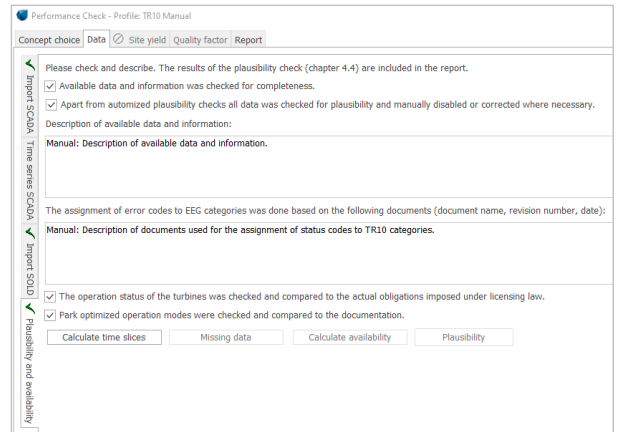 Performance Check - Profile: TR10 Manual
Concept choice Data Site yield Quality factor Report
Import SCADA
Time series SCADA
Import SOLD
Plausibility and availability
Please check and describe. The results of the plausibility check (chapter 4.4) are included in the report.
Available data and information was checked for completeness.
Apart from automized plausibility checks all data was checked for plausibility and manually disabled or corrected where necessary.
Description of available data and information:
Manual: Description of available data and information.
The assignment of error codes to EEG categories was done based on the following documents (document name, revision number, date):
Manual: Description of documents used for the assignment of status codes to TR10 categories.
The operation status of the turbines was checked and compared to the actual obligations imposed under licensing law.
Park optimized operation modes were checked and compared to the documentation.
Calculate time slices Missing data Calculate availability Plausibility